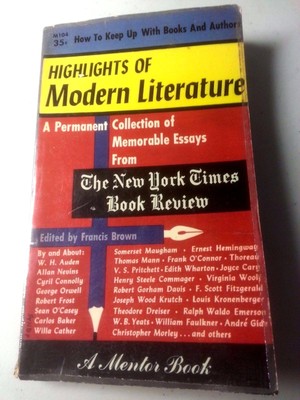 M104
35¢
How To Keep Up With Books And Authors
HIGHLIGHTS OF
Modern Literature
A Permanent Collection of
Memorable Essays
From
The New York Times
Book Review
Edited by Francis Brown
By and About:
W. H. Auden
Allan Nevins
Cyril Connolly
George Orwell
Robert Frost
Sean O'Casey
Carlos Baker
Willa Cather
Somerset Maugham • Ernest Hemingway
Thomas Mann • Frank O'Connor • Thoreau
V. S. Pritchett • Edith Wharton • Joyce Cary
Henry Steele Commager • Virginia Woolf
Robert Gorham Davis • F. Scott Fitzgerald
Joseph Wood Krutch • Louis Kronenberger
Theodore Dreiser • Ralph Waldo Emerson
W. B. Yeats • William Faulkner • André Gide
Christopher Morley ... and others
A Mentor Book